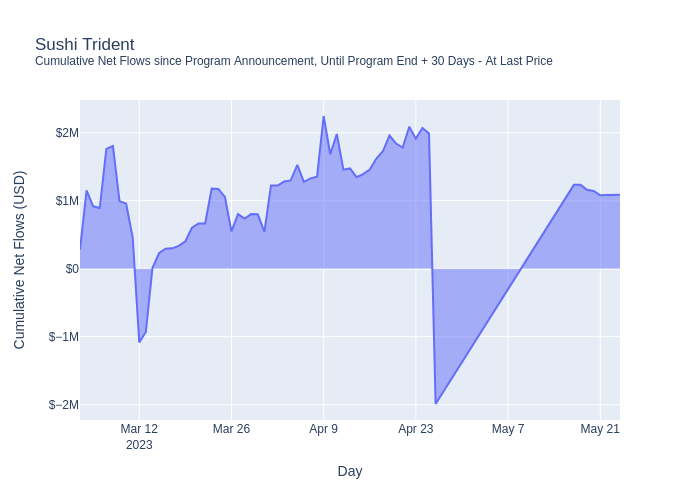 Sushi Trident
Cumulative Net Flows since Program Announcement, Until Program End + 30 Days - At Last Price
Cumulative Net Flows (USD)
$2M
$1M
$0
$−1M
$−2M
Mar 12
2023
Mar 26
Apr 9
Apr 23
May 7
May 21
Day